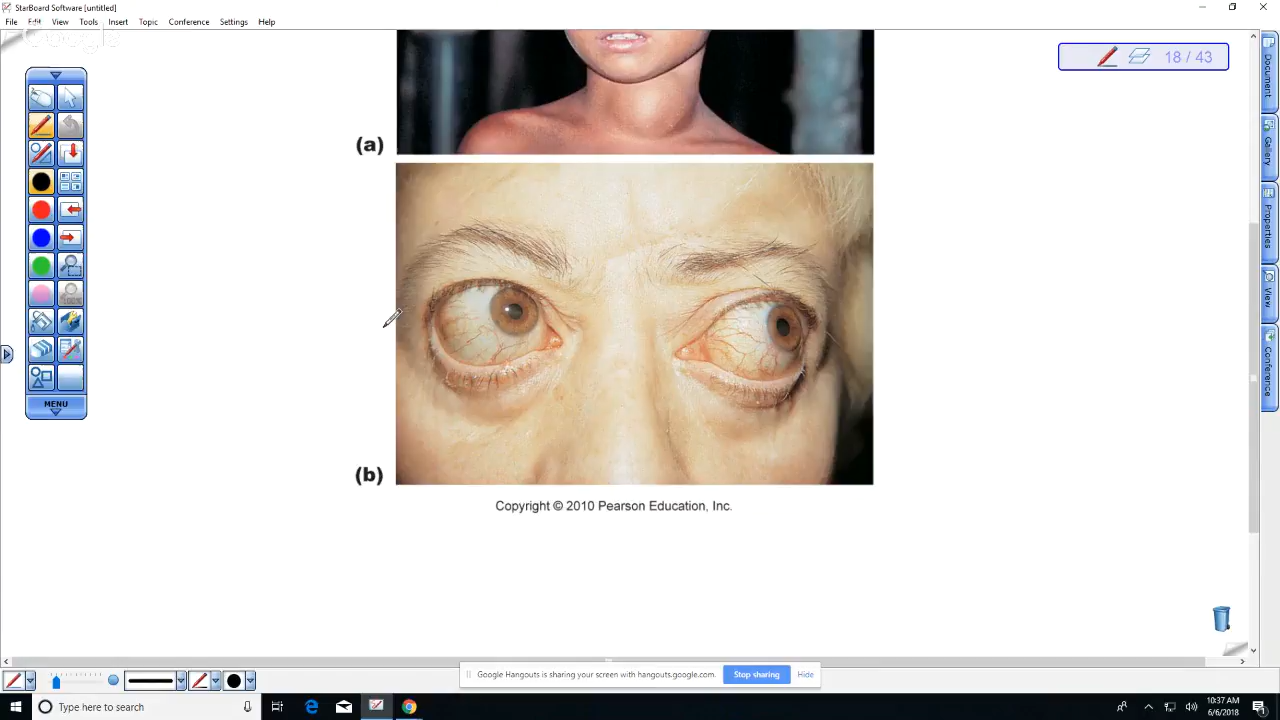 StarBoard Software [untitled]
File Edit View Tools Insert Topic Conference Settings Help
Google
18 / 43
Document
Gallery
Properties
View
Conference
(a)
(b)
MENU
Copyright © 2010 Pearson Education, Inc.
Google Hangouts is sharing your screen with hangouts.google.com.
Stop sharing
Hide
Type here to search
10:37 AM
6/6/2018